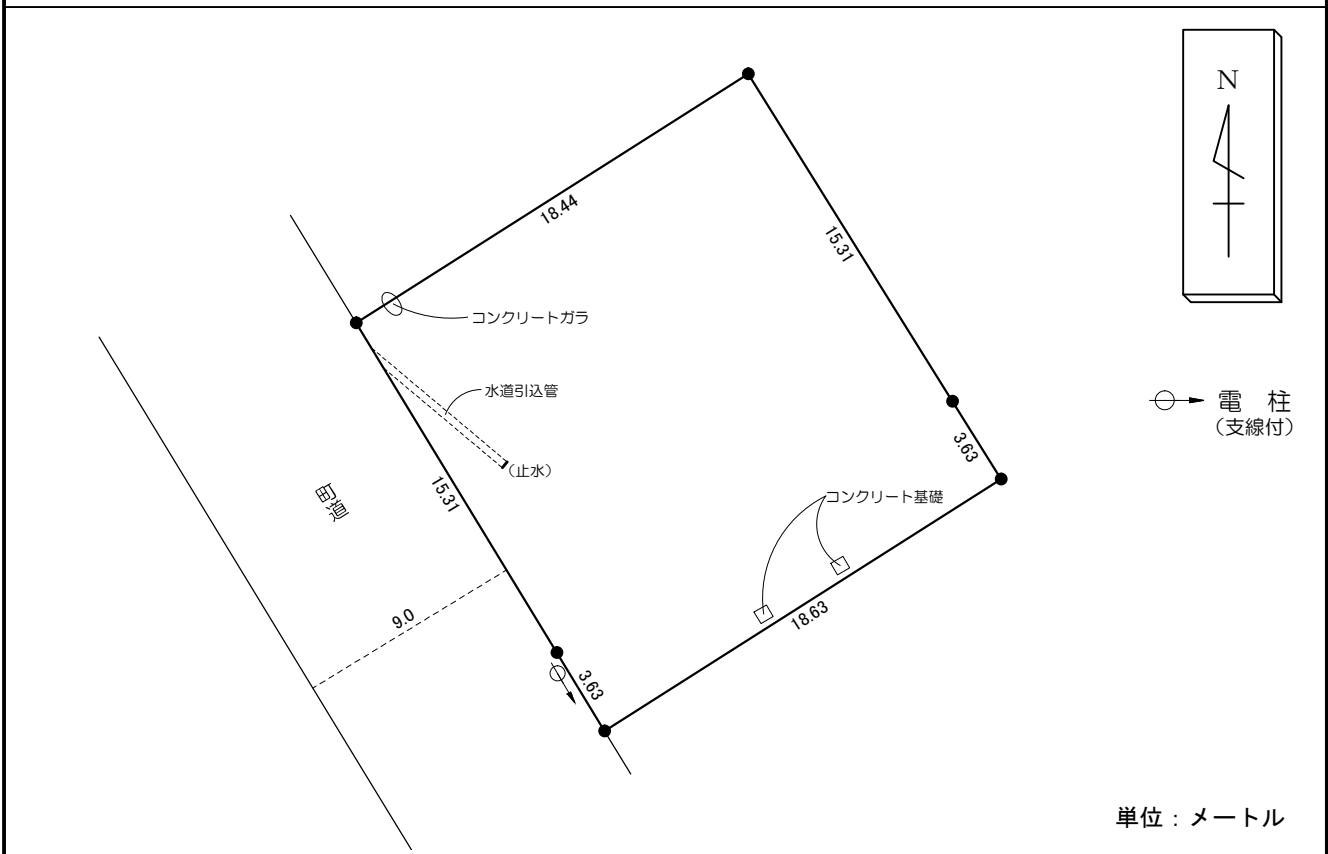 N
18.44
15.31
コンクリートガラ
水道引込管
(止水)
電 柱
(支線付)
3.63
15.31
町道
コンクリート基礎
9.0
18.63
3.63
単位：メートル